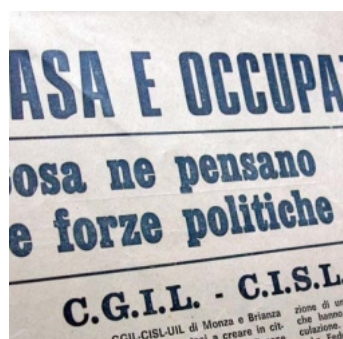 ASA E OCCUPA
osa ne pensano
e forze politiche
C.G.I.L. - C.I.S.L.
CGIL-CISL-UIL di Monza e Brianza
a creare in cit-
zione di un
che hanno
culazione.